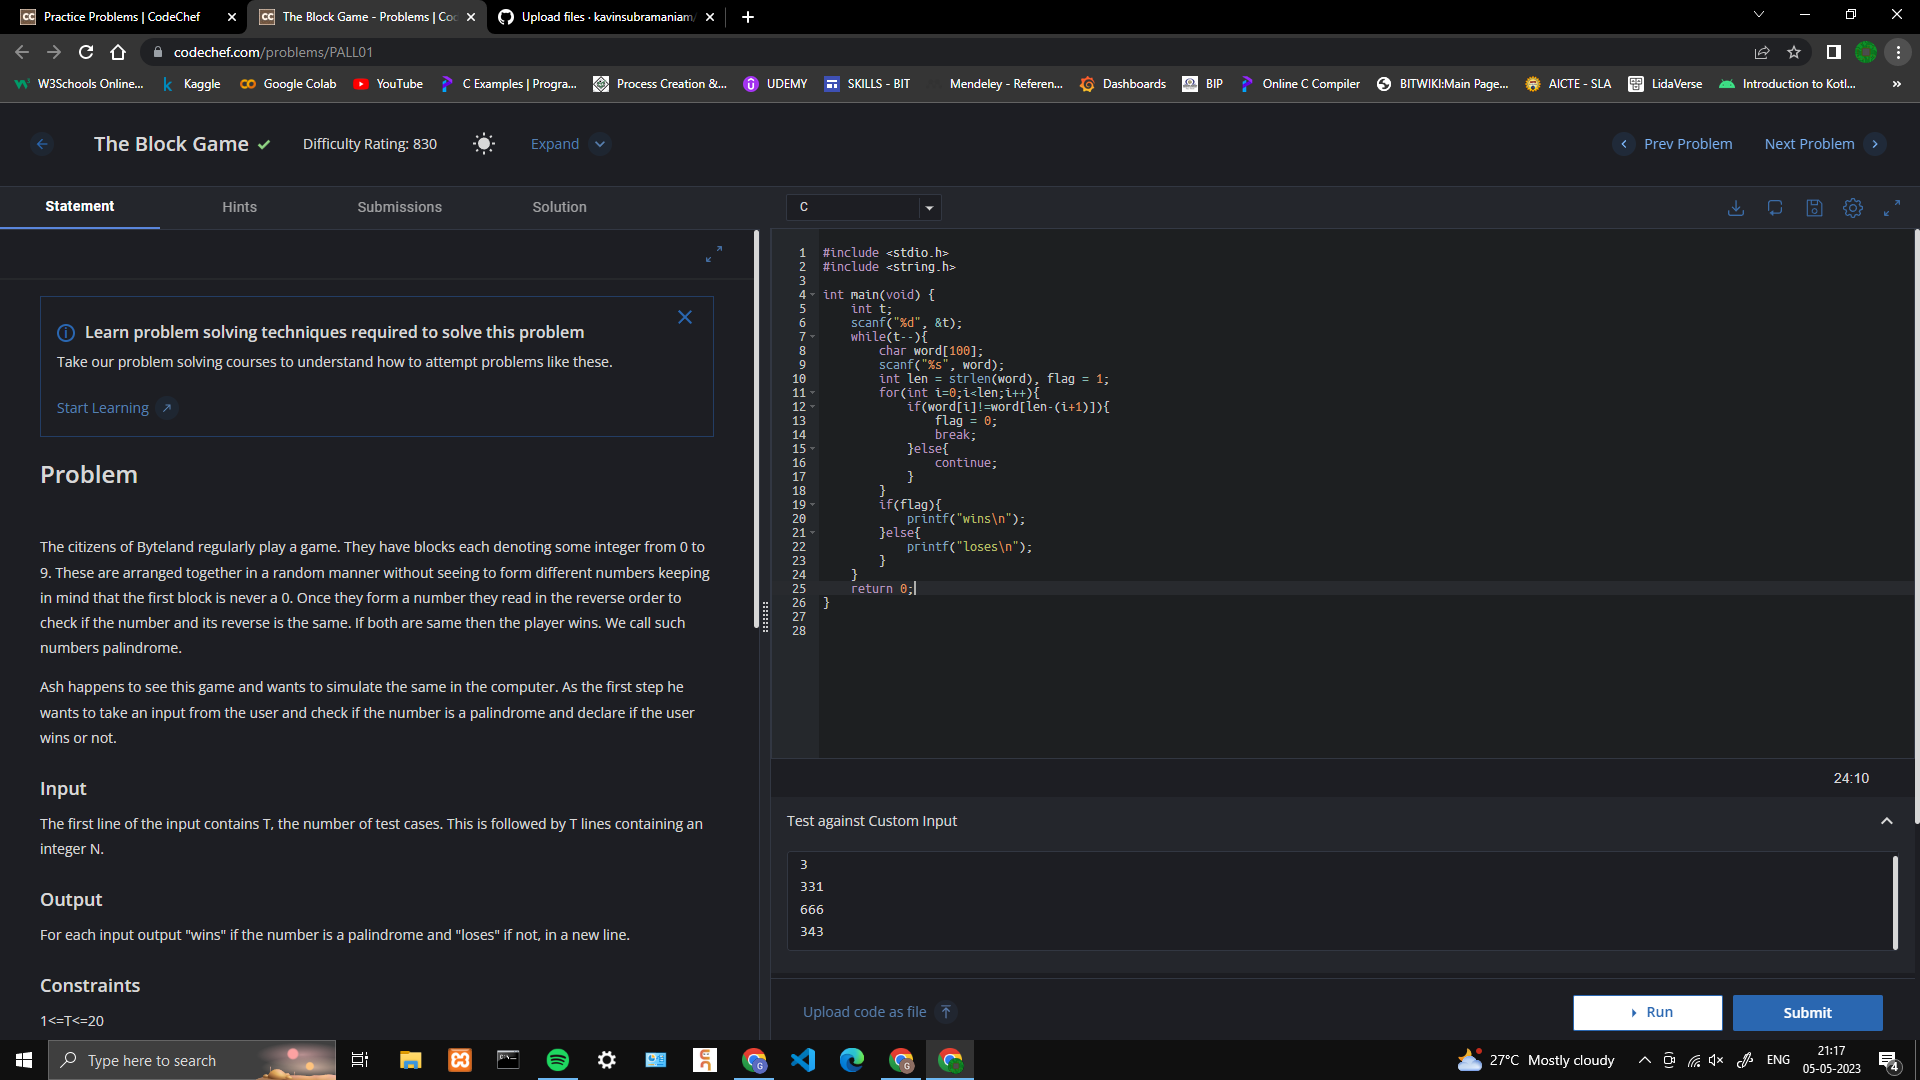 Practice Problems | CodeChef
The Block Game - Problems | Coc
Upload files · kavinsubramaniam/
codechef.com/problems/PALL01
W3Schools Online...
Kaggle
Google Colab
YouTube
C Examples | Progra...
Process Creation &...
UDEMY
SKILLS - BIT
Mendeley - Referen...
Dashboards
BIP
Online C Compiler
BITWIKI:Main Page...
AICTE - SLA
LidaVerse
Introduction to Kotl...
»
The Block Game
Difficulty Rating: 830
Expand
Prev Problem
Next Problem
Statement
Hints
Submissions
Solution
Learn problem solving techniques required to solve this problem
Take our problem solving courses to understand how to attempt problems like these.
Start Learning
Problem
The citizens of Byteland regularly play a game. They have blocks each denoting some integer from 0 to
9. These are arranged together in a random manner without seeing to form different numbers keeping
in mind that the first block is never a 0. Once they form a number they read in the reverse order to
check if the number and its reverse is the same. If both are same then the player wins. We call such
numbers palindrome.
Ash happens to see this game and wants to simulate the same in the computer. As the first step he
wants to take an input from the user and check if the number is a palindrome and declare if the user
wins or not.
Input
The first line of the input contains T, the number of test cases. This is followed by T lines containing an
integer N.
Output
For each input output "wins" if the number is a palindrome and "loses" if not, in a new line.
Constraints
1<=T<=20
C
1 #include <stdio.h>
2 #include <string.h>
3
4 int main(void) {
5     int t;
6     scanf("%d", &t);
7     while(t--){
8         char word[100];
9         scanf("%s", word);
10         int len = strlen(word), flag = 1;
11         for(int i=0;i<len;i++){
12             if(word[i]!=word[len-(i+1)]){
13                 flag = 0;
14                 break;
15             }else{
16                 continue;
17             }
18         }
19         if(flag){
20             printf("wins\n");
21         }else{
22             printf("loses\n");
23         }
24     }
25     return 0;
26 }
27
28
24:10
Test against Custom Input
3
331
666
343
Upload code as file
Run
Submit
Type here to search
27°C Mostly cloudy
ENG
21:17
05-05-2023
4